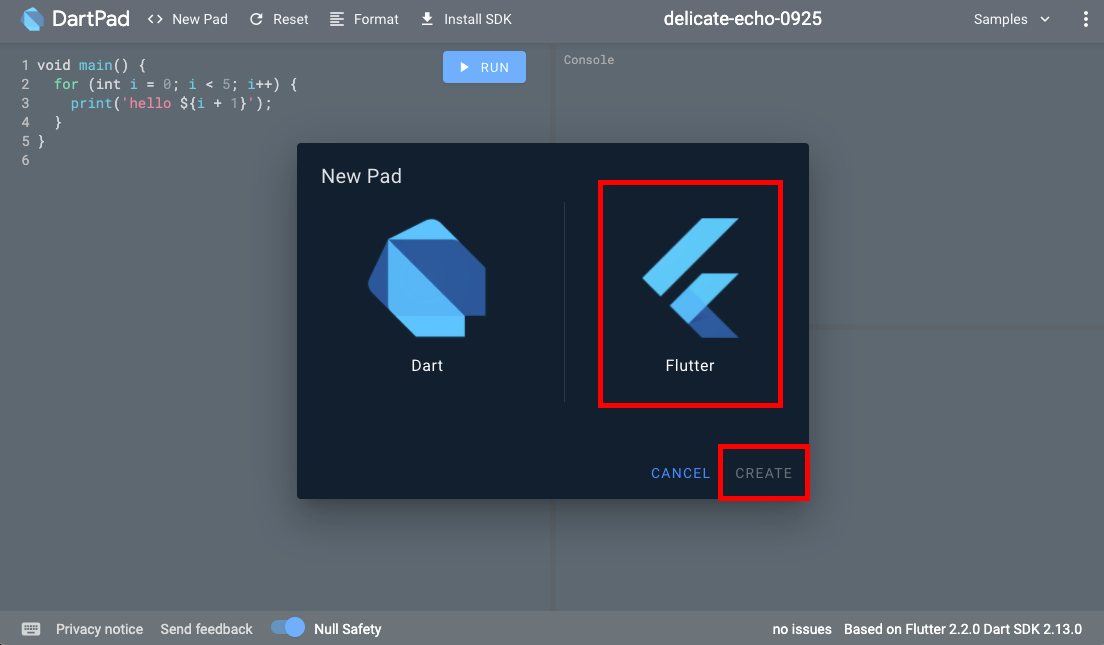 DartPad <> New Pad Reset Format Install SDK delicate-echo-0925 Samples
1 void main() {
2 for (int i = 0; i < 5; i++) {
3 print('hello ${i + 1}');
4 }
5 }
6
RUN
Console
New Pad
Dart
Flutter
CANCEL CREATE
Privacy notice Send feedback Null Safety no issues Based on Flutter 2.2.0 Dart SDK 2.13.0